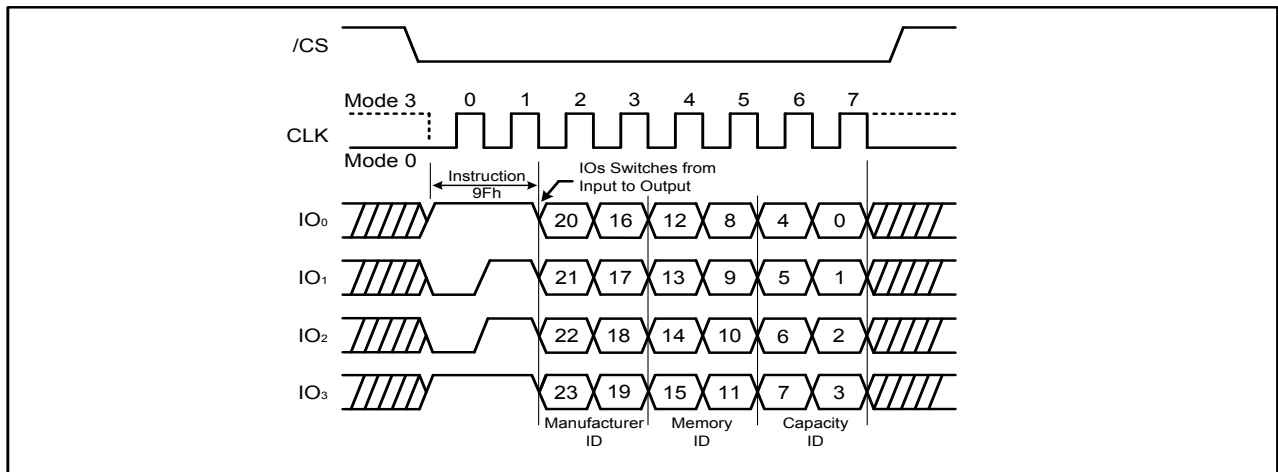 /CS
Mode 3 0 1 2 3 4 5 6 7
CLK
Mode 0
Instruction
9Fh
IOs Switches from
Input to Output
IO₀ 20 16 12 8 4 0
IO₁ 21 17 13 9 5 1
IO₂ 22 18 14 10 6 2
IO₃ 23 19 15 11 7 3
Manufacturer Memory Capacity
ID ID ID